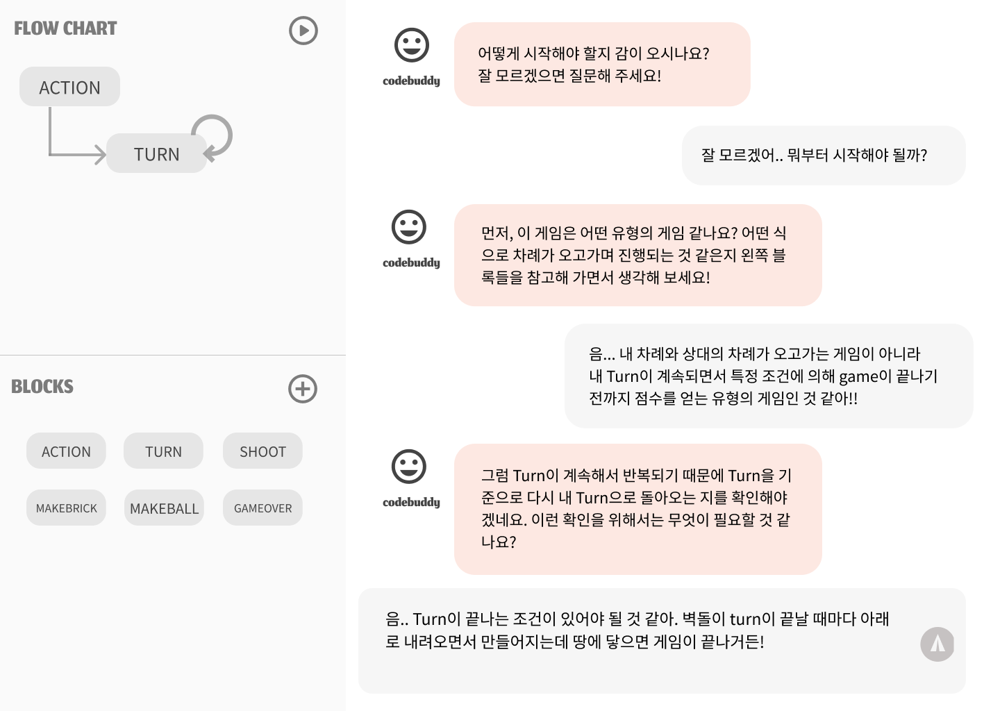 FLOW CHART
ACTION
TURN
BLOCKS
ACTION
TURN
SHOOT
MAKEBRICK
MAKEBALL
GAMEOVER
어떻게 시작해야 할지 감이 오시나요?
잘 모르겠으면 질문해 주세요!
codebuddy
잘 모르겠어.. 뭐부터 시작해야 될까?
먼저, 이 게임은 어떤 유형의 게임 같나요? 어떤 식
으로 차례가 오고가며 진행되는 것 같은지 왼쪽 블
록들을 참고해 가면서 생각해 보세요!
codebuddy
음... 내 차례와 상대의 차례가 오고가는 게임이 아니라
내 Turn이 계속되면서 특정 조건에 의해 game이 끝나기
전까지 점수를 얻는 유형의 게임인 것 같아!!
그럼 Turn이 계속해서 반복되기 때문에 Turn을 기
준으로 다시 내 Turn으로 돌아오는 지를 확인해야
겠네요. 이런 확인을 위해서는 무엇이 필요할 것 같
나요?
codebuddy
음.. Turn이 끝나는 조건이 있어야 될 것 같아. 벽돌이 turn이 끝날 때마다 아래
로 내려오면서 만들어지는데 땅에 닿으면 게임이 끝나거든!